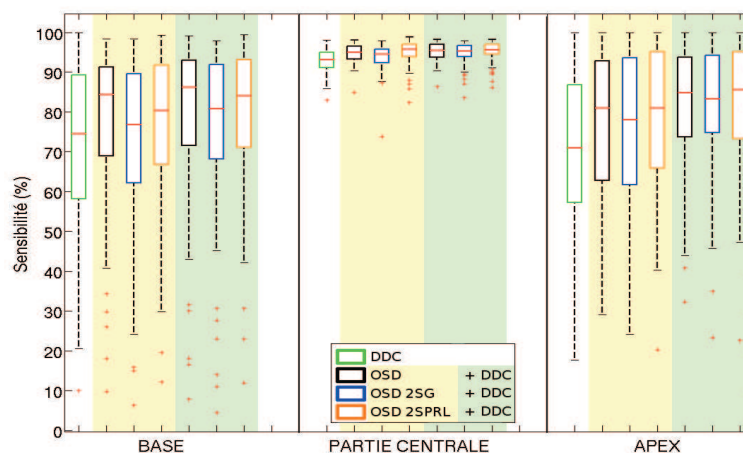 Sensibilité (%)
100
90
80
70
60
50
40
30
20
10
0
DDC
OSD + DDC
OSD 2SG + DDC
OSD 2SPRL + DDC
BASE PARTIE CENTRALE APEX